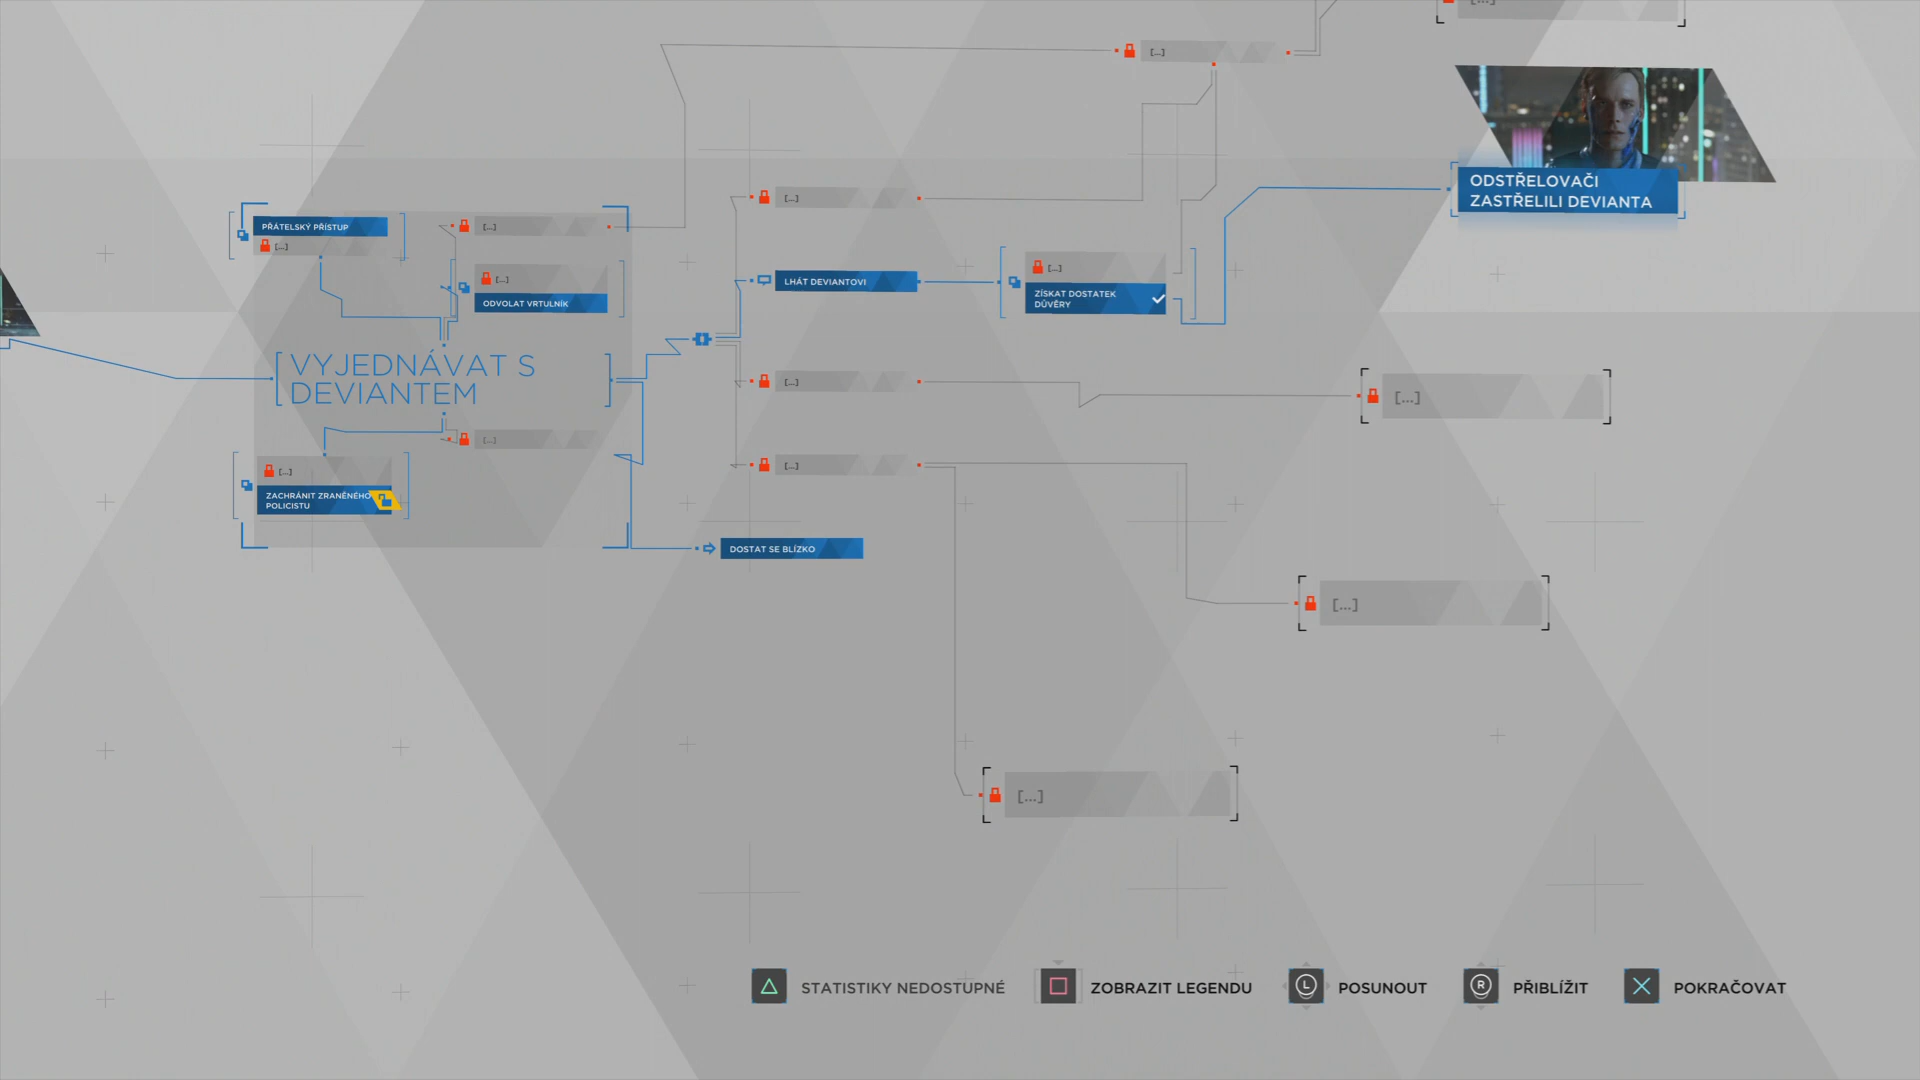 [...]
[...]
ODSTŘELOVAČI
ZASTŘELILI DEVIANTA
[...]
PŘÁTELSKÝ PŘÍSTUP
[...]
[...]
[...]
ODVOLAT VRTULNÍK
LHÁT DEVIANTOVI
[...]
ZÍSKAT DOSTATEK
DŮVĚRY
VYJEDNÁVAT S
DEVIANTEM
[...]
[...]
[...]
[...]
[...]
ZACHRÁNIT ZRANĚNÉHO
POLICISTU
DOSTAT SE BLÍZKO
[...]
[...]
STATISTIKY NEDOSTUPNÉ
ZOBRAZIT LEGENDU
L
POSUNOUT
R
PŘIBLÍŽIT
POKRAČOVAT